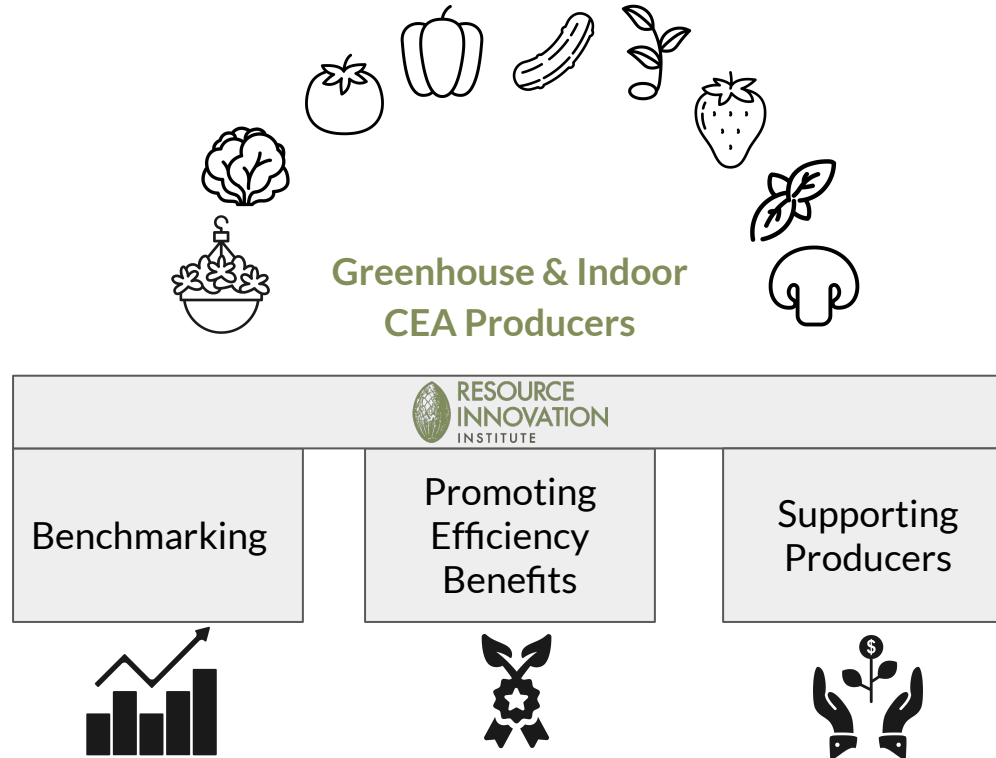 Greenhouse & Indoor
CEA Producers
RESOURCE
INNOVATION
INSTITUTE
Benchmarking
Promoting
Efficiency
Benefits
Supporting
Producers
$